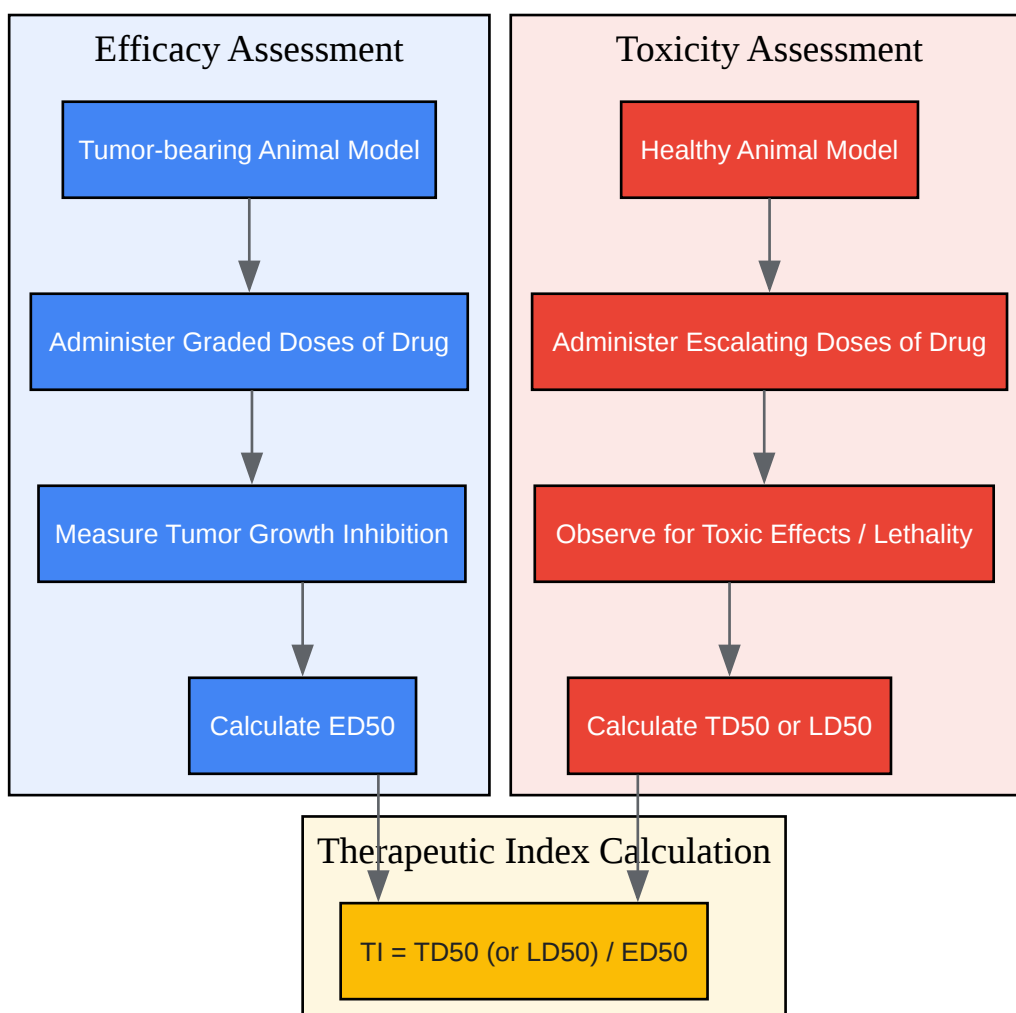 Efficacy Assessment
Tumor-bearing Animal Model
Administer Graded Doses of Drug
Measure Tumor Growth Inhibition
Calculate ED50
Toxicity Assessment
Healthy Animal Model
Administer Escalating Doses of Drug
Observe for Toxic Effects / Lethality
Calculate TD50 or LD50
Therapeutic Index Calculation
TI = TD50 (or LD50) / ED50